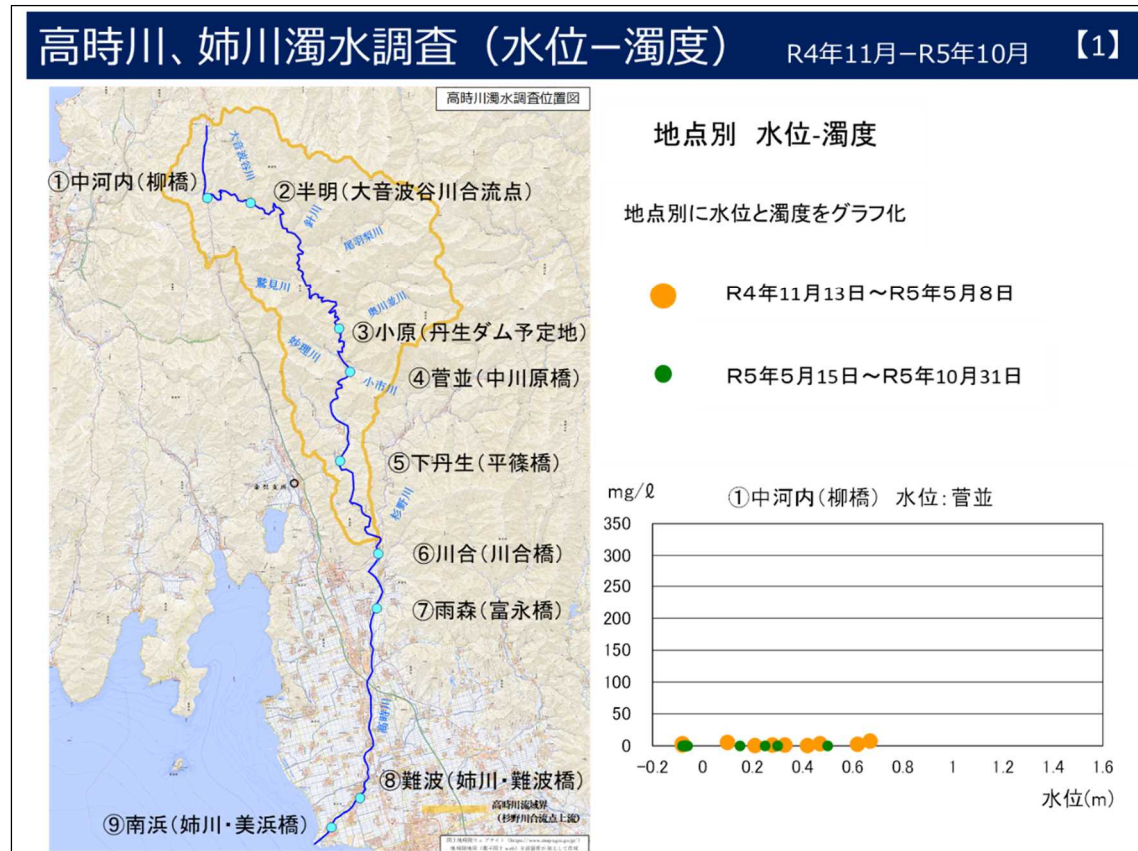 高時川、姉川濁水調査（水位－濁度） R4年11月－R5年10月 【1】
高時川濁水調査位置図
大音波谷川
①中河内（柳橋）
②半明（大音波谷川合流点）
針川
尾羽梨川
鷲見川
奥川並川
③小原（丹生ダム予定地）
妙理川
④菅並（中川原橋）
小市川
⑤下丹生（平篠橋）
杉野川
⑥川合（川合橋）
⑦雨森（富永橋）
高時川
⑧難波（姉川・難波橋）
高時川流域界
（杉野川合流点上流）
⑨南浜（姉川・美浜橋）
地点別 水位-濁度
地点別に水位と濁度をグラフ化
R4年11月13日～R5年5月8日
R5年5月15日～R5年10月31日
mg/ℓ
①中河内（柳橋） 水位：菅並
350
300
250
200
150
100
50
0
-0.2 0 0.2 0.4 0.6 0.8 1 1.2 1.4 1.6
水位(m)